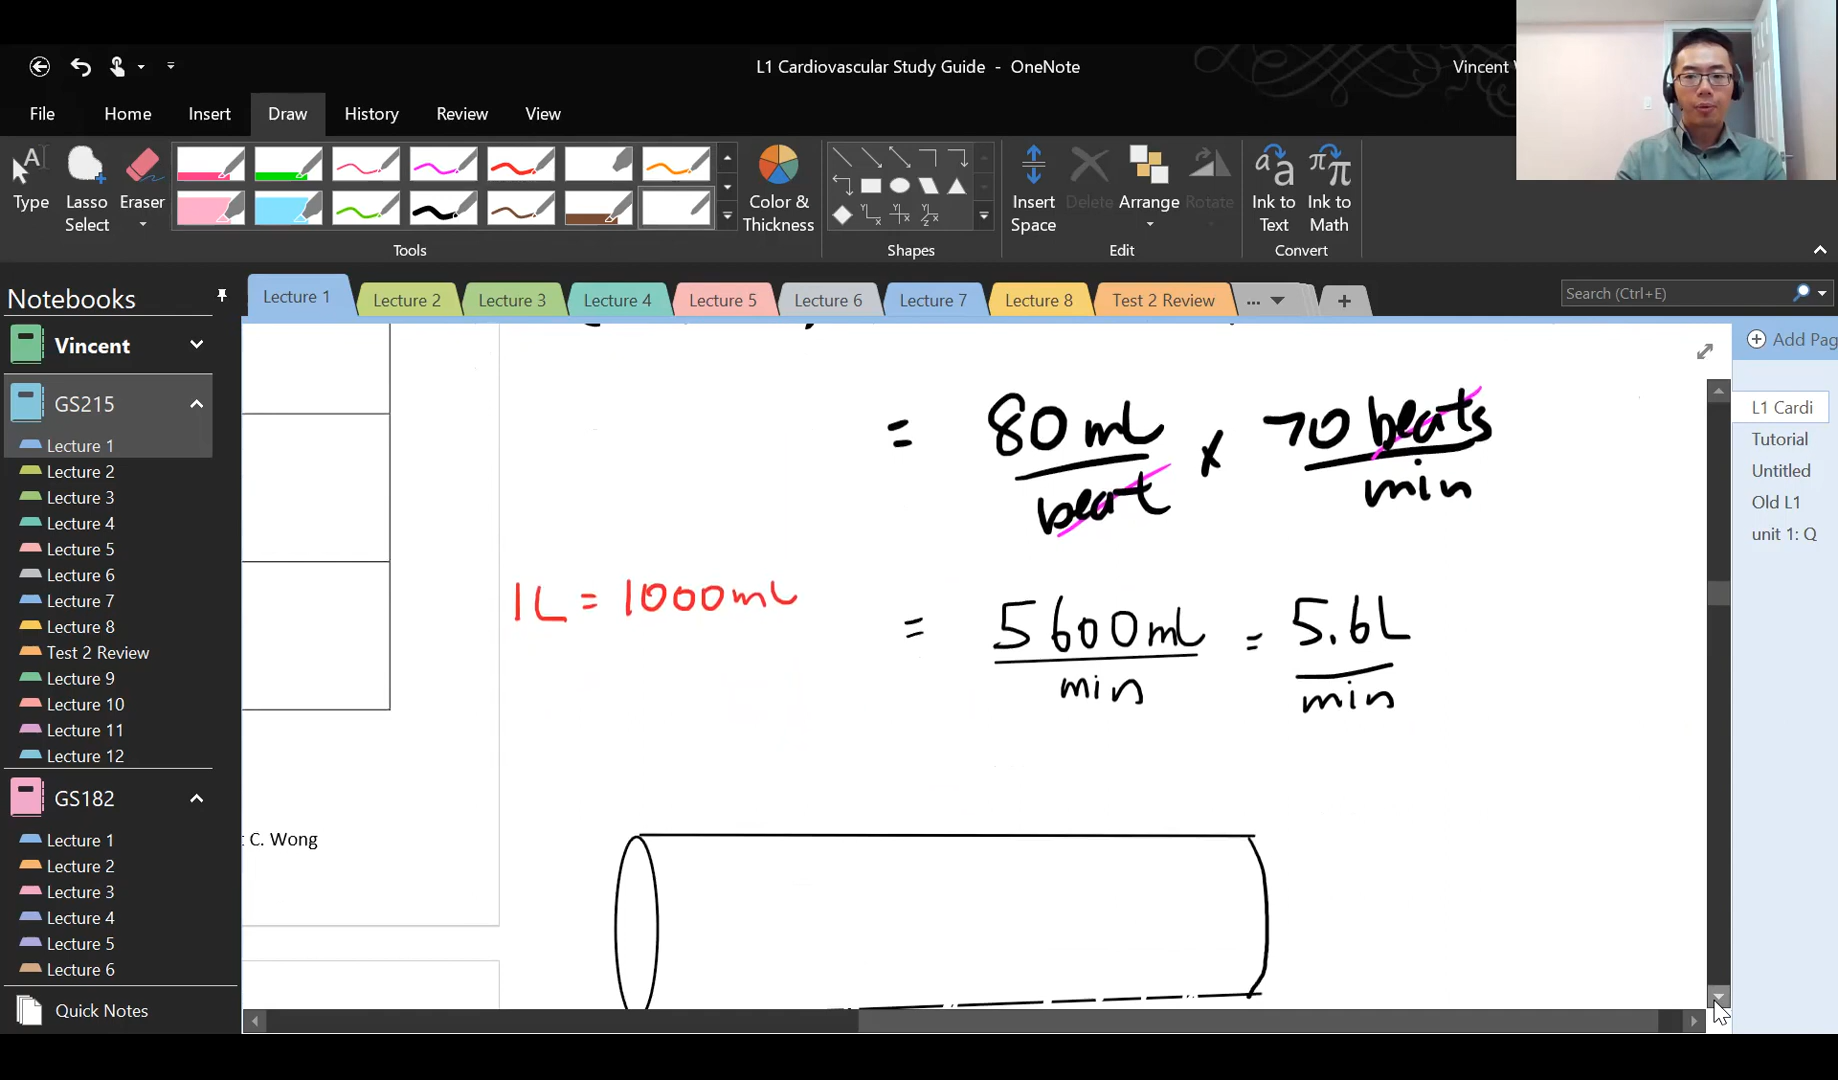 L1 Cardiovascular Study Guide - OneNote
Vincent
File
Home
Insert
Draw
History
Review
View
Type
Lasso
Select
Eraser
Tools
Color &
Thickness
Shapes
Insert
Space
Delete
Arrange
Rotate
Edit
Ink to
Text
Ink to
Math
Convert
Notebooks
Lecture 1
Lecture 2
Lecture 3
Lecture 4
Lecture 5
Lecture 6
Lecture 7
Lecture 8
Test 2 Review
...
Search (Ctrl+E)
Vincent
GS215
Lecture 1
Lecture 2
Lecture 3
Lecture 4
Lecture 5
Lecture 6
Lecture 7
Lecture 8
Test 2 Review
Lecture 9
Lecture 10
Lecture 11
Lecture 12
GS182
Lecture 1
Lecture 2
Lecture 3
Lecture 4
Lecture 5
Lecture 6
Quick Notes
C. Wong
= 80 mL x 70 beats
beat min
1L = 1000mL
= 5600mL = 5.6L
min min
Add Pag
L1 Cardi
Tutorial
Untitled
Old L1
unit 1: Q